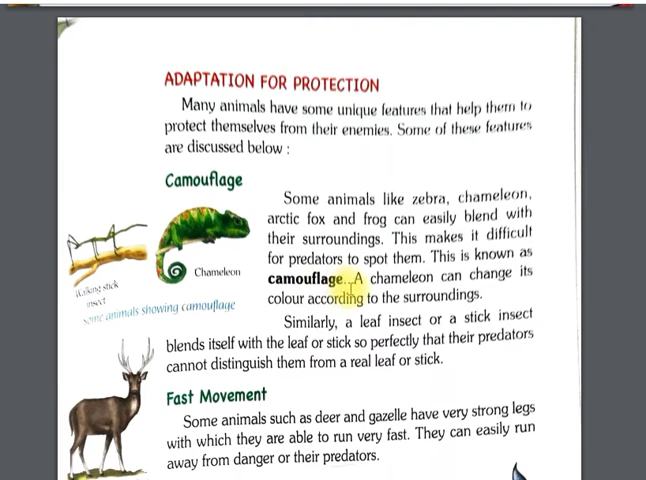 ADAPTATION FOR PROTECTION
Many animals have some unique features that help them to
protect themselves from their enemies. Some of these features
are discussed below :
Camouflage
Some animals like zebra, chameleon,
arctic fox and frog can easily blend with
their surroundings. This makes it difficult
for predators to spot them. This is known as
camouflage. A chameleon can change its
colour according to the surroundings.
Chameleon
Walking stick
insect
some animals showing camouflage
Similarly, a leaf insect or a stick insect
blends itself with the leaf or stick so perfectly that their predators
cannot distinguish them from a real leaf or stick.
Fast Movement
Some animals such as deer and gazelle have very strong legs
with which they are able to run very fast. They can easily run
away from danger or their predators.